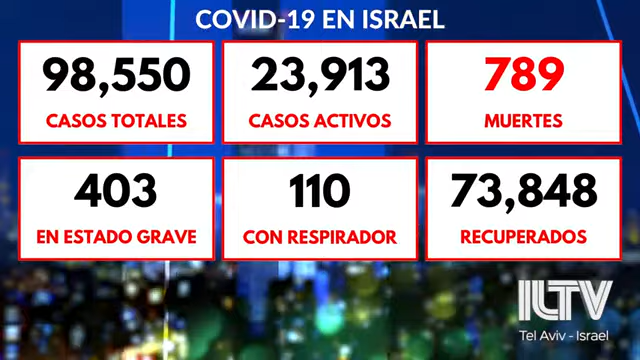 COVID-19 EN ISRAEL
98,550
CASOS TOTALES
23,913
CASOS ACTIVOS
789
MUERTES
403
EN ESTADO GRAVE
110
CON RESPIRADOR
73,848
RECUPERADOS
ILTV
Tel Aviv - Israel